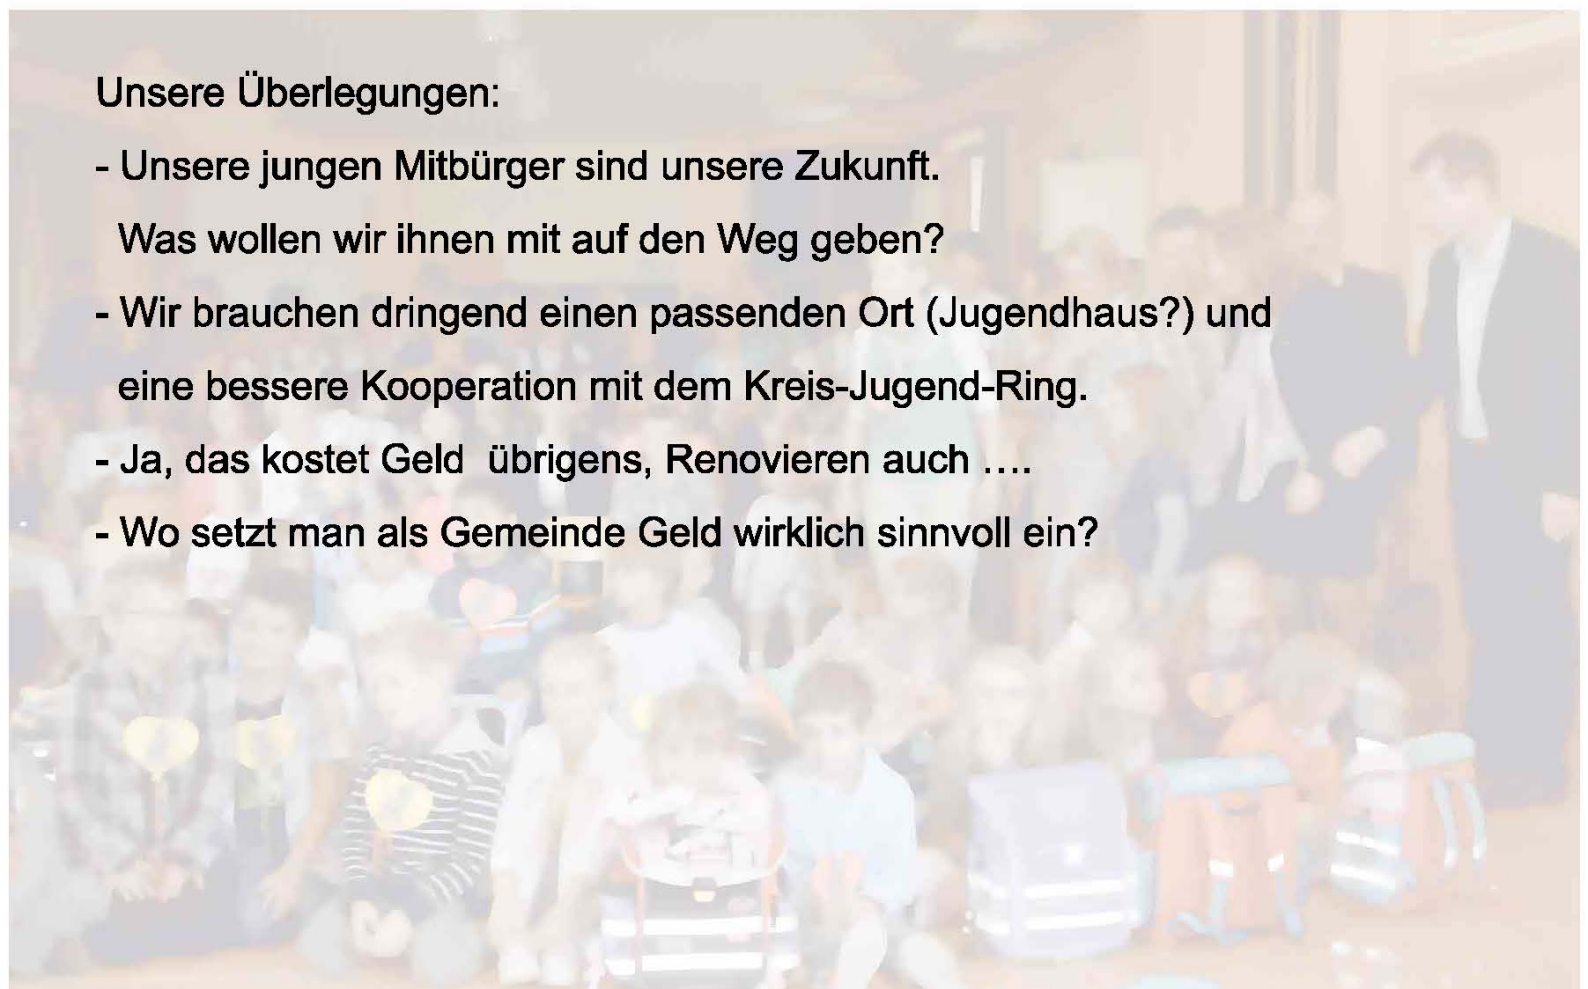 Unsere Überlegungen:
- Unsere jungen Mitbürger sind unsere Zukunft.
Was wollen wir ihnen mit auf den Weg geben?
- Wir brauchen dringend einen passenden Ort (Jugendhaus?) und
eine bessere Kooperation mit dem Kreis-Jugend-Ring.
- Ja, das kostet Geld  übrigens, Renovieren auch ….
- Wo setzt man als Gemeinde Geld wirklich sinnvoll ein?